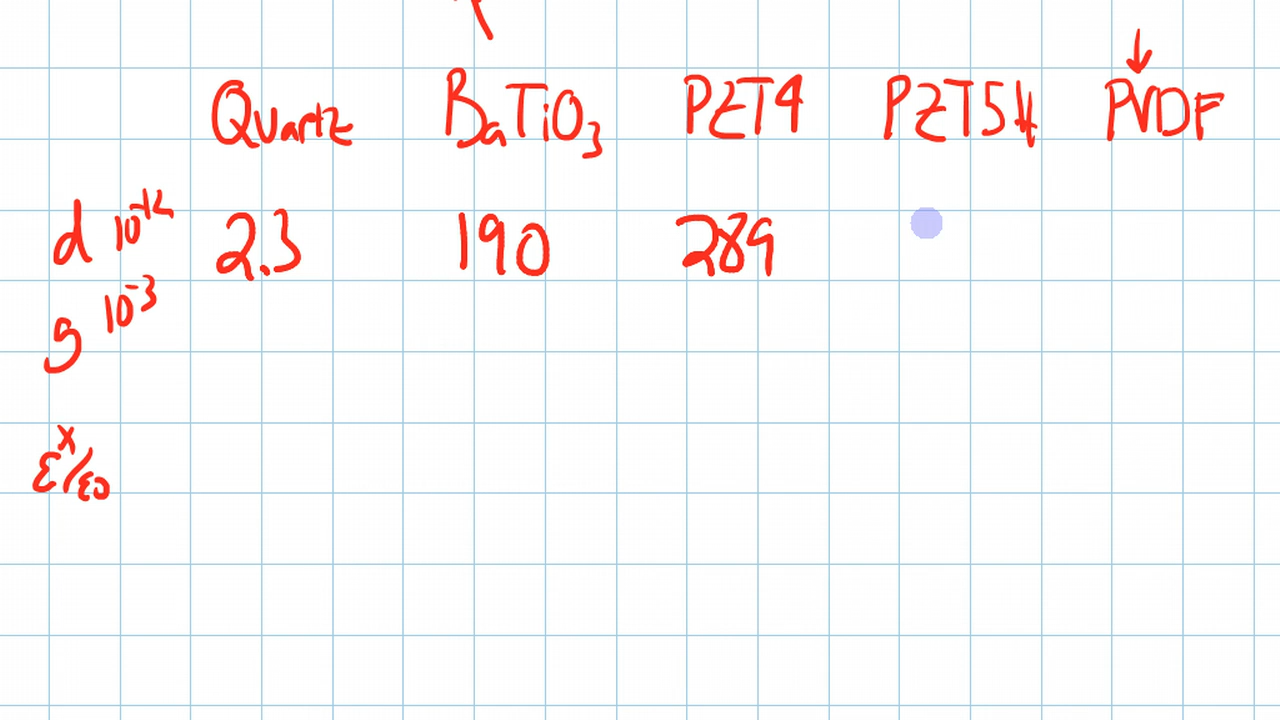 Quartz BaTiO3 PZT4 PZT5H PVDF
d 10^-12 2.3 190 289
g 10^-3
ε^x/ε0